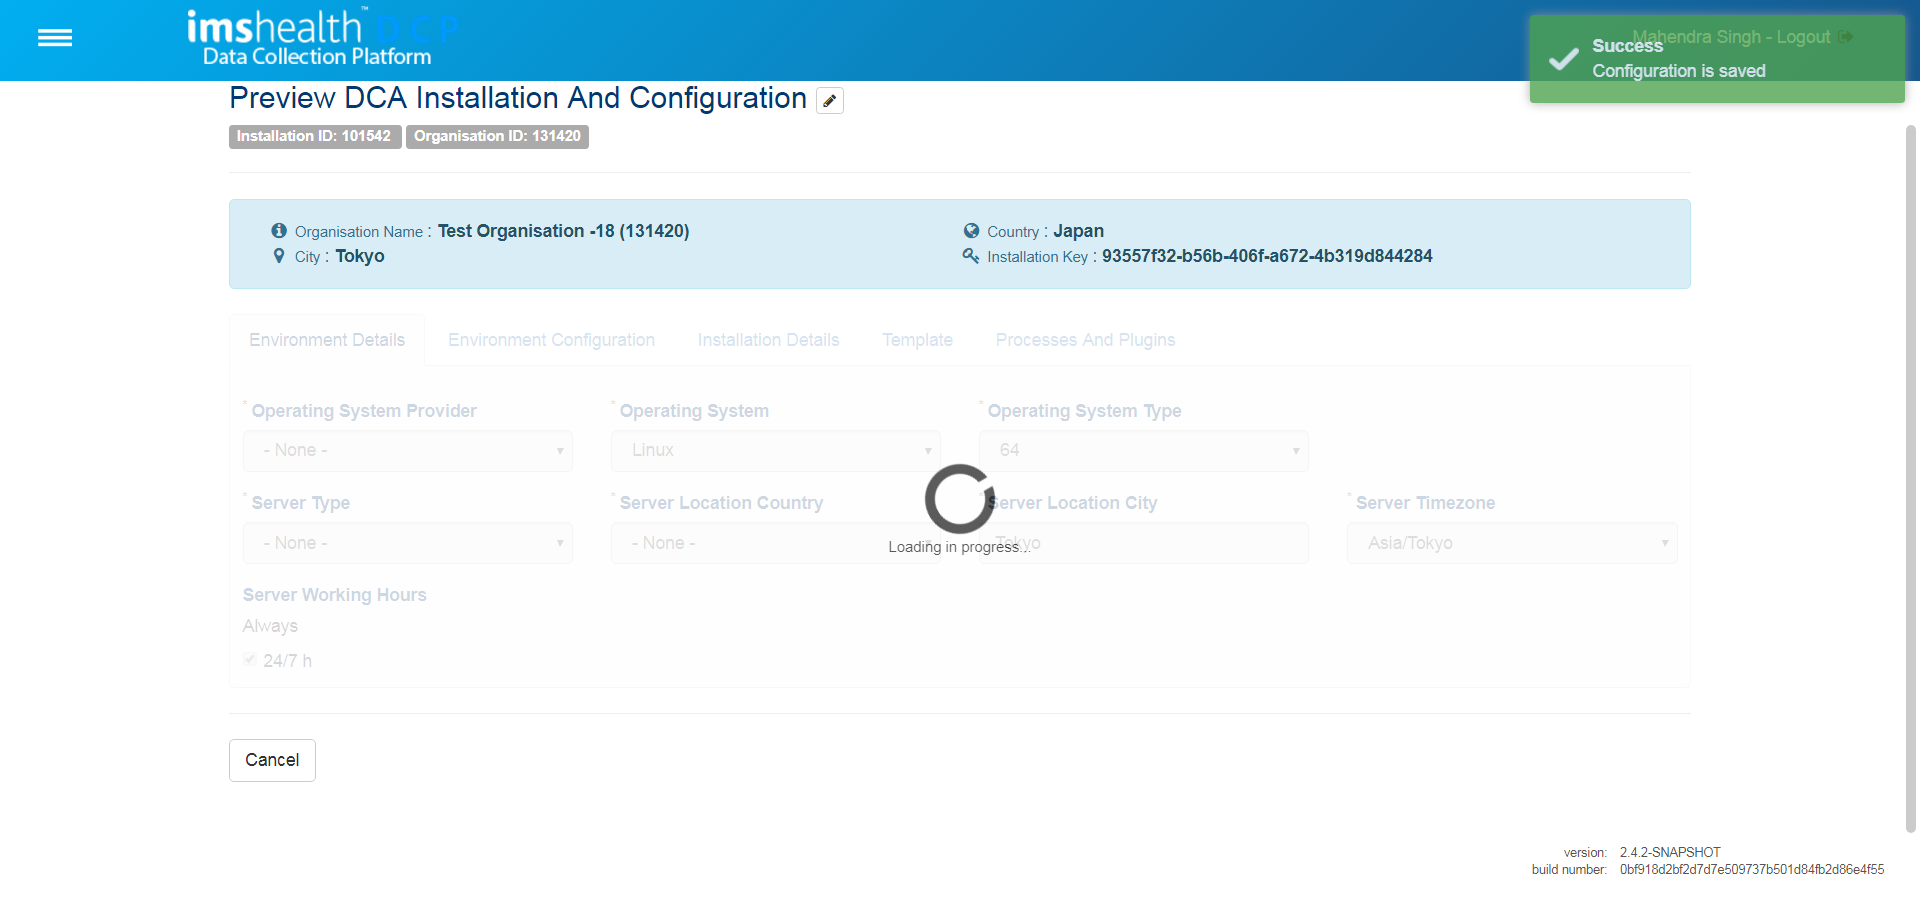 imshealth™ DCP
Data Collection Platform
Mahendra Singh - Logout
Success
Configuration is saved
Preview DCA Installation And Configuration
Installation ID: 101542 Organisation ID: 131420
Organisation Name : Test Organisation -18 (131420) Country : Japan
City : Tokyo Installation Key : 93557f32-b56b-406f-a672-4b319d844284
Environment Details Environment Configuration Installation Details Template Processes And Plugins
* Operating System Provider * Operating System * Operating System Type
- None - Linux 64
* Server Type * Server Location Country * Server Location City * Server Timezone
- None - - None - Tokyo Asia/Tokyo
Loading in progress...
Server Working Hours
Always
24/7 h
Cancel
version: 2.4.2-SNAPSHOT
build number: 0bf918d2bf2d7d7e509737b501d84fb2d86e4f55